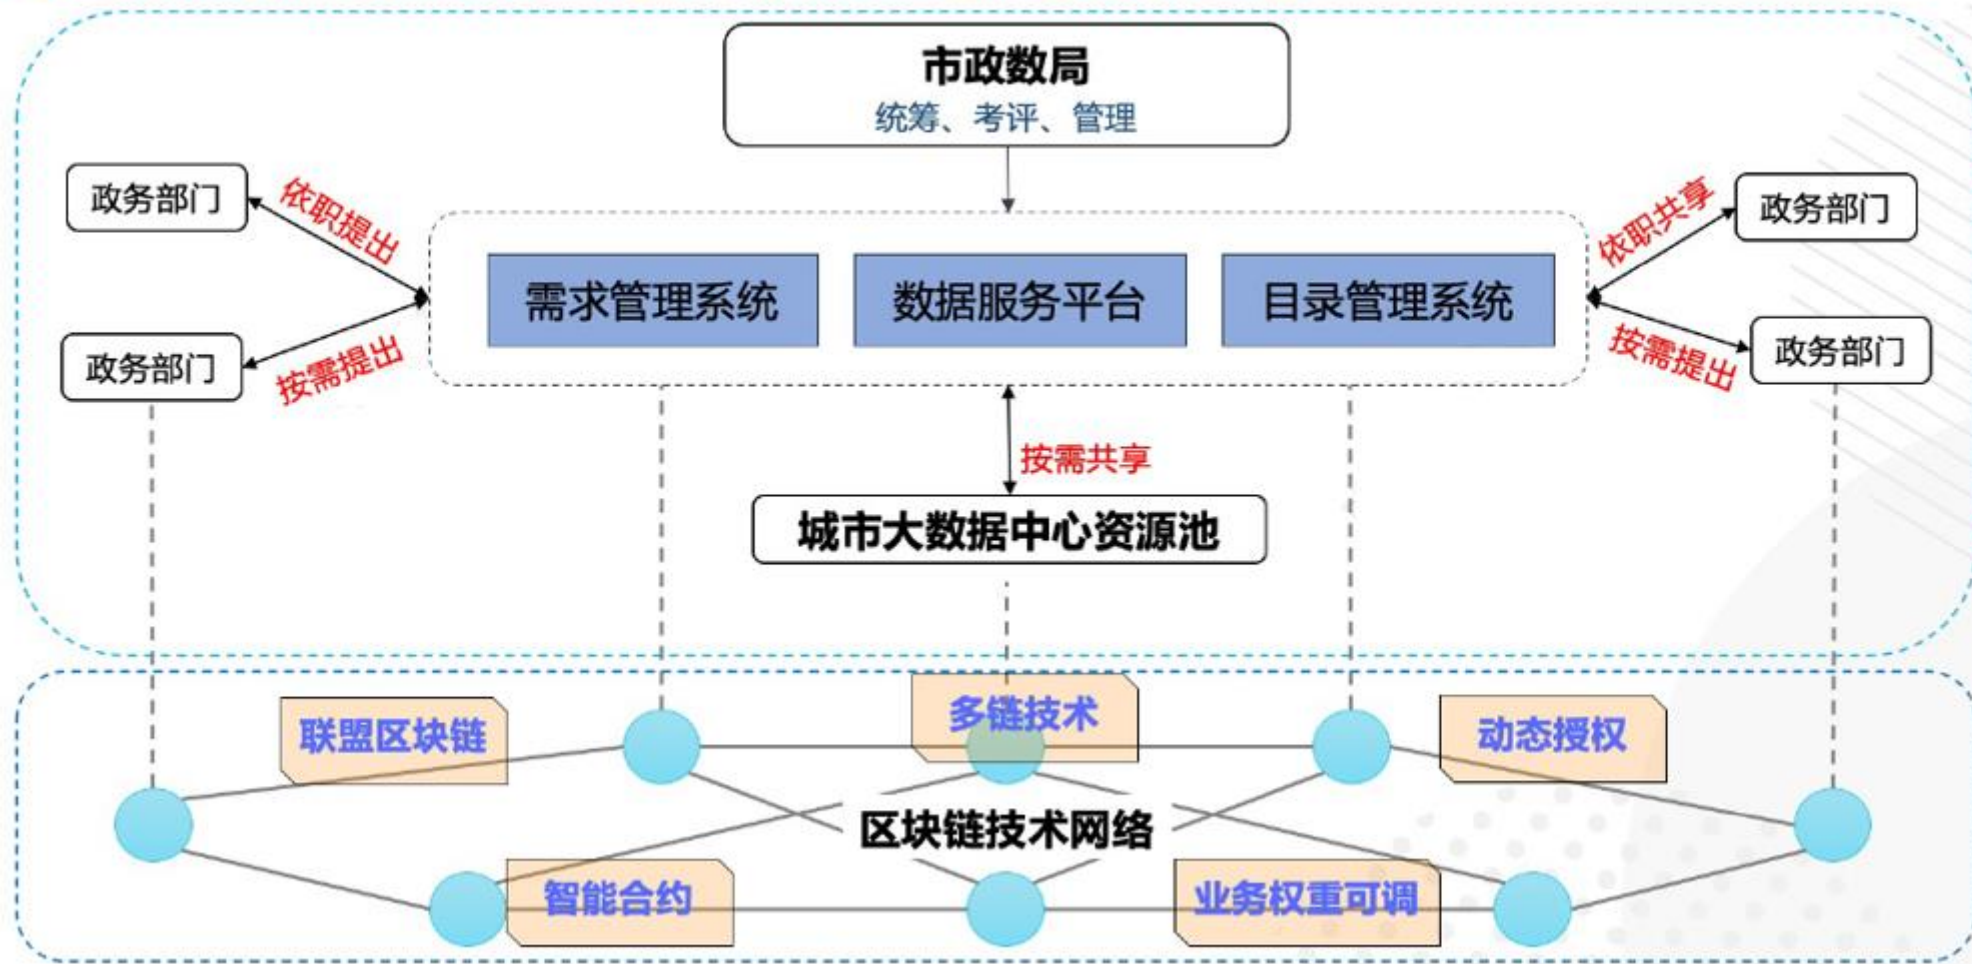 市政数局
统筹、考评、管理
政务部门
依职提出
依职共享
政务部门
需求管理系统
数据服务平台
目录管理系统
政务部门
按需提出
按需提出
政务部门
按需共享
城市大数据中心资源池
联盟区块链
多链技术
动态授权
区块链技术网络
智能合约
业务权重可调